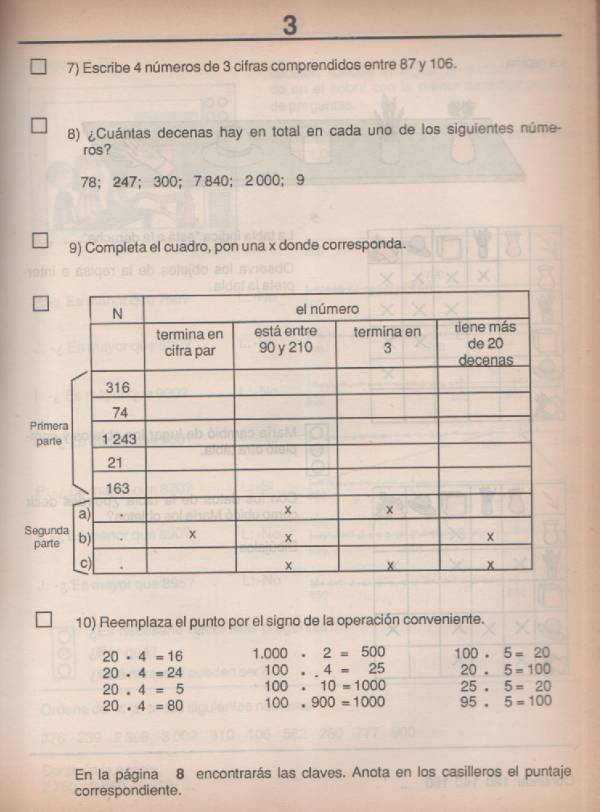 3
7) Escribe 4 números de 3 cifras comprendidos entre 87 y 106.
8) ¿Cuántas decenas hay en total en cada uno de los siguientes núme-
ros?
78; 247; 300; 7 840; 2 000; 9
9) Completa el cuadro, pon una x donde corresponda.
N el número
termina en cifra par está entre 90 y 210 termina en 3 tiene más de 20 decenas
Primera parte
316
74
1 243
21
163
Segunda parte
a) . x x
b) x x x
c) . x x x
10) Reemplaza el punto por el signo de la operación conveniente.
20 . 4 = 16 1.000 . 2 = 500 100 . 5 = 20
20 . 4 = 24 100 . 4 = 25 20 . 5 = 100
20 . 4 = 5 100 . 10 = 1000 25 . 5 = 20
20 . 4 = 80 100 . 900 = 1000 95 . 5 = 100
En la página 8 encontrarás las claves. Anota en los casilleros el puntaje
correspondiente.